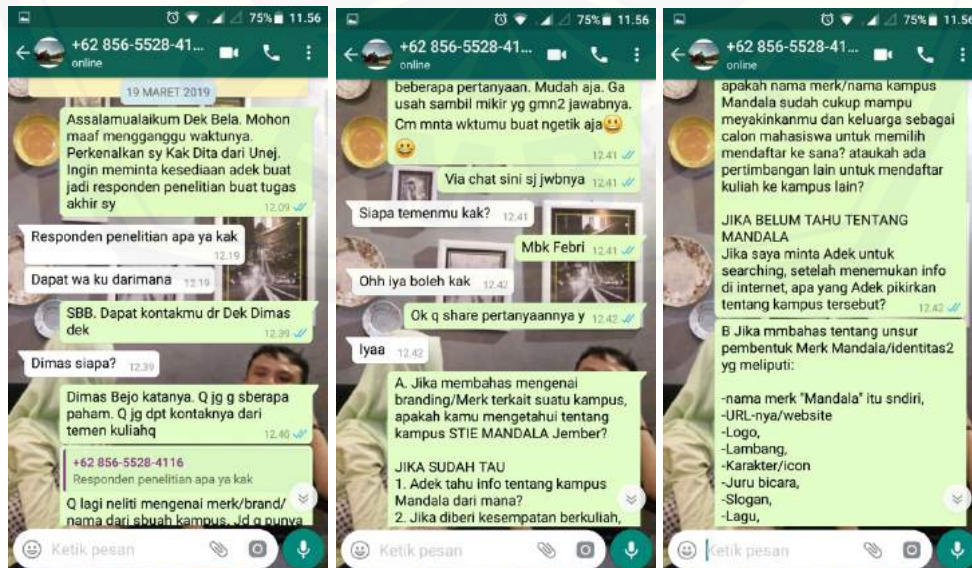 75% 11.56
+62 856-5528-41...
online
19 MARET 2019
Assalamualaikum Dek Bela. Mohon
maaf mengganggu waktunya.
Perkenalkan sy Kak Dita dari Unej.
Ingin meminta kesediaan adek buat
jadi responden penelitian buat tugas
akhir sy
12.09
Responden penelitian apa ya kak
12.19
Dapat wa ku darimana 12.19
SBB. Dapat kontakmu dr Dek Dimas
dek
12.39
Dimas siapa? 12.39
Dimas Bejo katanya. Q jg g sberapa
paham. Q jg dpt kontaknya dari
temen kuliahq
12.40
+62 856-5528-4116
Responden penelitian apa ya kak
Q lagi neliti mengenai merk/brand/
nama dari sbuah kampus. Jd q punya
Ketik pesan
75% 11.56
+62 856-5528-41...
online
beberapa pertanyaan. Mudah aja. Ga
usah sambil mikir yg gmn2 jawabnya.
Cm mnta wktumu buat ngetik aja😀
😀
12.41
Via chat sini sj jwbnya 12.41
Siapa temenmu kak? 12.41
Mbk Febri 12.41
Ohh iya boleh kak 12.42
Ok q share pertanyaannya y 12.42
Iyaa 12.42
A. Jika membahas mengenai
branding/Merk terkait suatu kampus,
apakah kamu mengetahui tentang
kampus STIE MANDALA Jember?
JIKA SUDAH TAU
1. Adek tahu info tentang kampus
Mandala dari mana?
2. Jika diberi kesempatan berkuliah,
Ketik pesan
75% 11.56
+62 856-5528-41...
online
apakah nama merk/nama kampus
Mandala sudah cukup mampu
meyakinkanmu dan keluarga sebagai
calon mahasiswa untuk memilih
mendaftar ke sana? ataukah ada
pertimbangan lain untuk mendaftar
kuliah ke kampus lain?
JIKA BELUM TAHU TENTANG
MANDALA
Jika saya minta Adek untuk
searching, setelah menemukan info
di internet, apa yang Adek pikirkan
tentang kampus tersebut?
12.42
B Jika mmbahas tentang unsur
pembentuk Merk Mandala/identitas2
yg meliputi:
-nama merk "Mandala" itu sndiri,
-URL-nya/website
-Logo,
-Lambang,
-Karakter/icon
-Juru bicara,
-Slogan,
-Lagu,
Ketik pesan